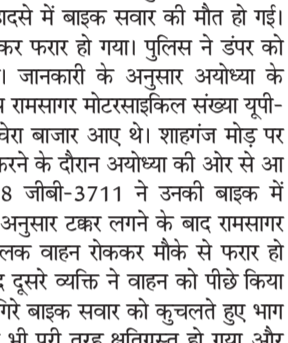 ादसे में बाइक सवार की मौत हो गई।
कर फरार हो गया। पुलिस ने डंपर को
। जानकारी के अनुसार अयोध्या के
रामसागर मोटरसाइकिल संख्या यूपी-
चेरा बाजार आए थे। शाहगंज मोड़ पर
करने के दौरान अयोध्या की ओर से आ
8 जीबी-3711 ने उनकी बाइक में
अनुसार टक्कर लगने के बाद रामसागर
लक वाहन रोककर मौके से फरार हो
दूसरे व्यक्ति ने वाहन को पीछे किया
गिरे बाइक सवार को कुचलते हुए भाग
भी पूरी तरह क्षतिग्रस्त हो गया और